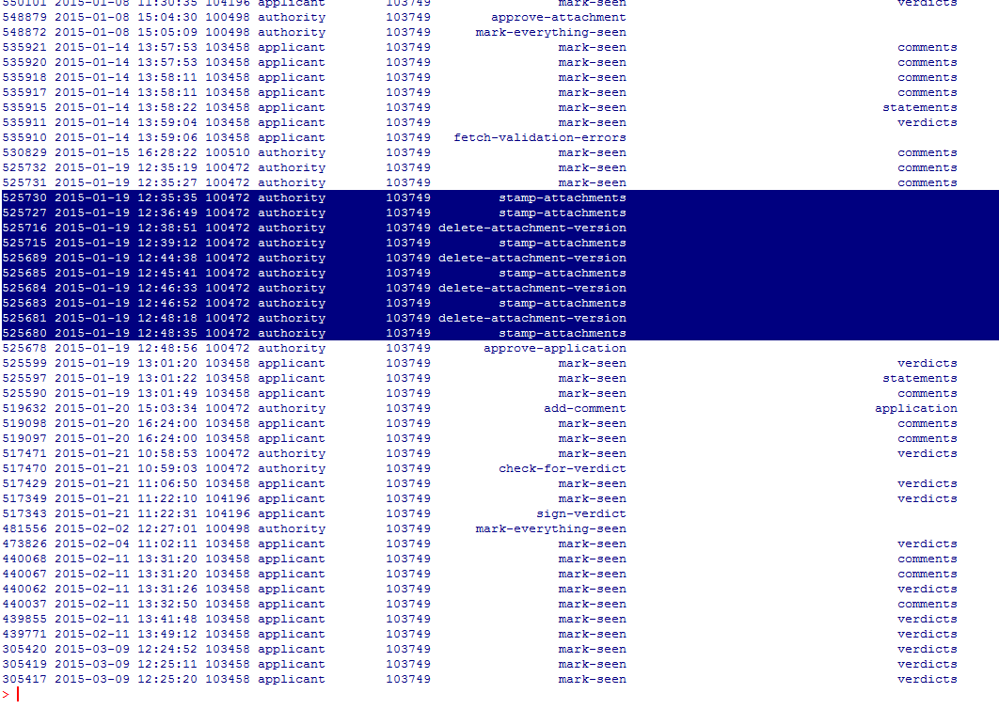 550101 2015-01-08 11:30:35 104196 applicant 103749 mark-seen verdicts
548879 2015-01-08 15:04:30 100498 authority 103749 approve-attachment
548872 2015-01-08 15:05:09 100498 authority 103749 mark-everything-seen
535921 2015-01-14 13:57:53 103458 applicant 103749 mark-seen comments
535920 2015-01-14 13:57:53 103458 applicant 103749 mark-seen comments
535918 2015-01-14 13:58:11 103458 applicant 103749 mark-seen comments
535917 2015-01-14 13:58:11 103458 applicant 103749 mark-seen comments
535915 2015-01-14 13:58:22 103458 applicant 103749 mark-seen statements
535911 2015-01-14 13:59:04 103458 applicant 103749 mark-seen verdicts
535910 2015-01-14 13:59:06 103458 applicant 103749 fetch-validation-errors
530829 2015-01-15 16:28:22 100510 authority 103749 mark-seen comments
525732 2015-01-19 12:35:19 100472 authority 103749 mark-seen comments
525731 2015-01-19 12:35:27 100472 authority 103749 mark-seen comments
525730 2015-01-19 12:35:35 100472 authority 103749 stamp-attachments
525727 2015-01-19 12:36:49 100472 authority 103749 stamp-attachments
525716 2015-01-19 12:38:51 100472 authority 103749 delete-attachment-version
525715 2015-01-19 12:39:12 100472 authority 103749 stamp-attachments
525689 2015-01-19 12:44:38 100472 authority 103749 delete-attachment-version
525685 2015-01-19 12:45:41 100472 authority 103749 stamp-attachments
525684 2015-01-19 12:46:33 100472 authority 103749 delete-attachment-version
525683 2015-01-19 12:46:52 100472 authority 103749 stamp-attachments
525681 2015-01-19 12:48:18 100472 authority 103749 delete-attachment-version
525680 2015-01-19 12:48:35 100472 authority 103749 stamp-attachments
525678 2015-01-19 12:48:56 100472 authority 103749 approve-application
525599 2015-01-19 13:01:20 103458 applicant 103749 mark-seen verdicts
525597 2015-01-19 13:01:22 103458 applicant 103749 mark-seen statements
525590 2015-01-19 13:01:49 103458 applicant 103749 mark-seen comments
519632 2015-01-20 15:03:34 100472 authority 103749 add-comment application
519098 2015-01-20 16:24:00 103458 applicant 103749 mark-seen comments
519097 2015-01-20 16:24:00 103458 applicant 103749 mark-seen comments
517471 2015-01-21 10:58:53 100472 authority 103749 mark-seen verdicts
517470 2015-01-21 10:59:03 100472 authority 103749 check-for-verdict
517429 2015-01-21 11:06:50 103458 applicant 103749 mark-seen verdicts
517349 2015-01-21 11:22:10 104196 applicant 103749 mark-seen verdicts
517343 2015-01-21 11:22:31 104196 applicant 103749 sign-verdict
481556 2015-02-02 12:27:01 100498 authority 103749 mark-everything-seen
473826 2015-02-04 11:02:11 103458 applicant 103749 mark-seen verdicts
440068 2015-02-11 13:31:20 103458 applicant 103749 mark-seen comments
440067 2015-02-11 13:31:20 103458 applicant 103749 mark-seen comments
440062 2015-02-11 13:31:26 103458 applicant 103749 mark-seen verdicts
440037 2015-02-11 13:32:50 103458 applicant 103749 mark-seen comments
439855 2015-02-11 13:41:48 103458 applicant 103749 mark-seen verdicts
439771 2015-02-11 13:49:12 103458 applicant 103749 mark-seen verdicts
305420 2015-03-09 12:24:52 103458 applicant 103749 mark-seen verdicts
305419 2015-03-09 12:25:11 103458 applicant 103749 mark-seen verdicts
305417 2015-03-09 12:25:20 103458 applicant 103749 mark-seen verdicts
>